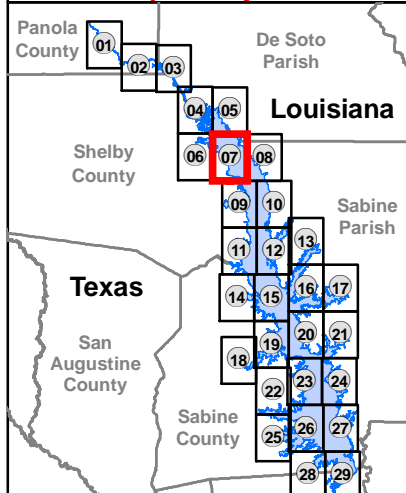 Panola
County
01
02
03
De Soto
Parish
04
05
Louisiana
Shelby
County
06
07
08
09
10
Sabine
Parish
11
12
13
Texas
14
15
16
17
San
Augustine
County
18
19
20
21
22
23
24
Sabine
County
25
26
27
28
29